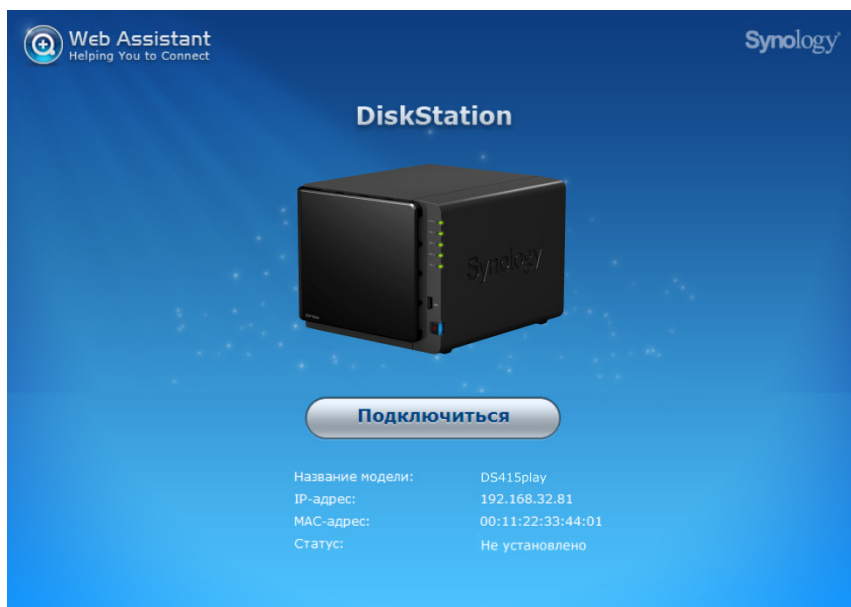 Web Assistant
Helping You to Connect
Synology
DiskStation
Synology
Подключиться
Название модели: DS415play
IP-адрес: 192.168.32.81
MAC-адрес: 00:11:22:33:44:01
Статус: Не установлено